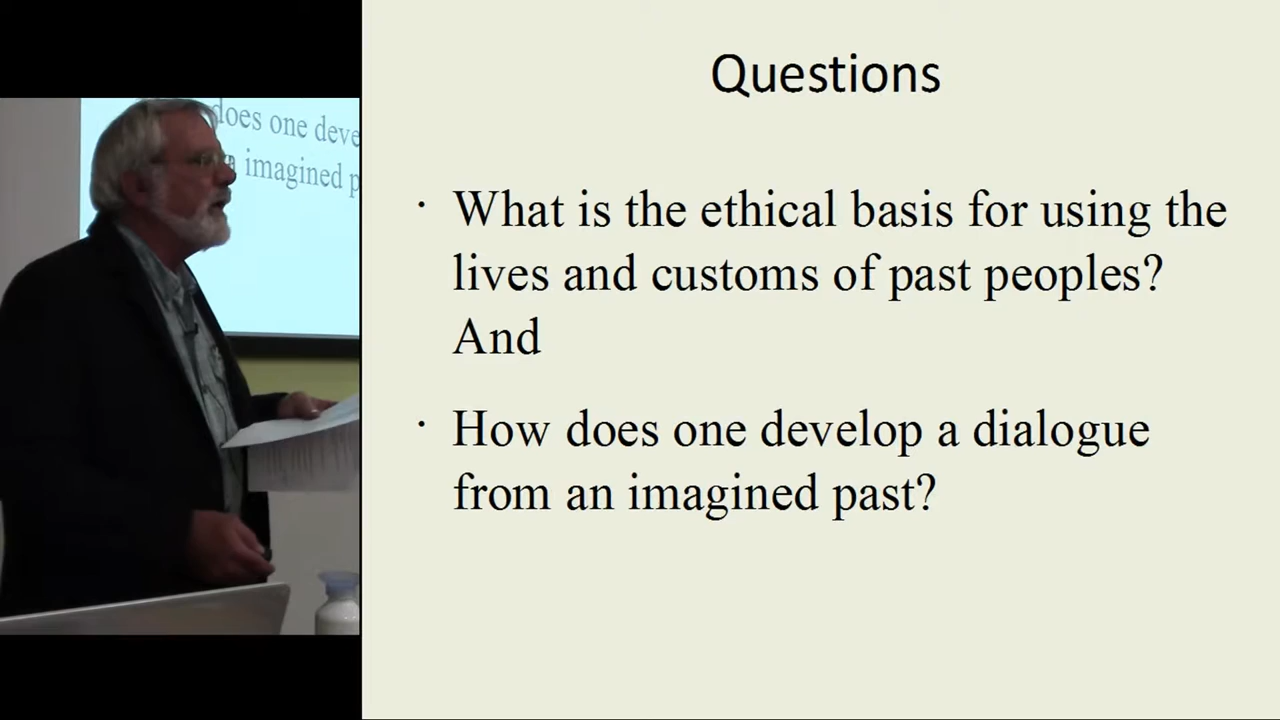 Questions
• What is the ethical basis for using the
lives and customs of past peoples?
And
• How does one develop a dialogue
from an imagined past?
does one deve
imagined p